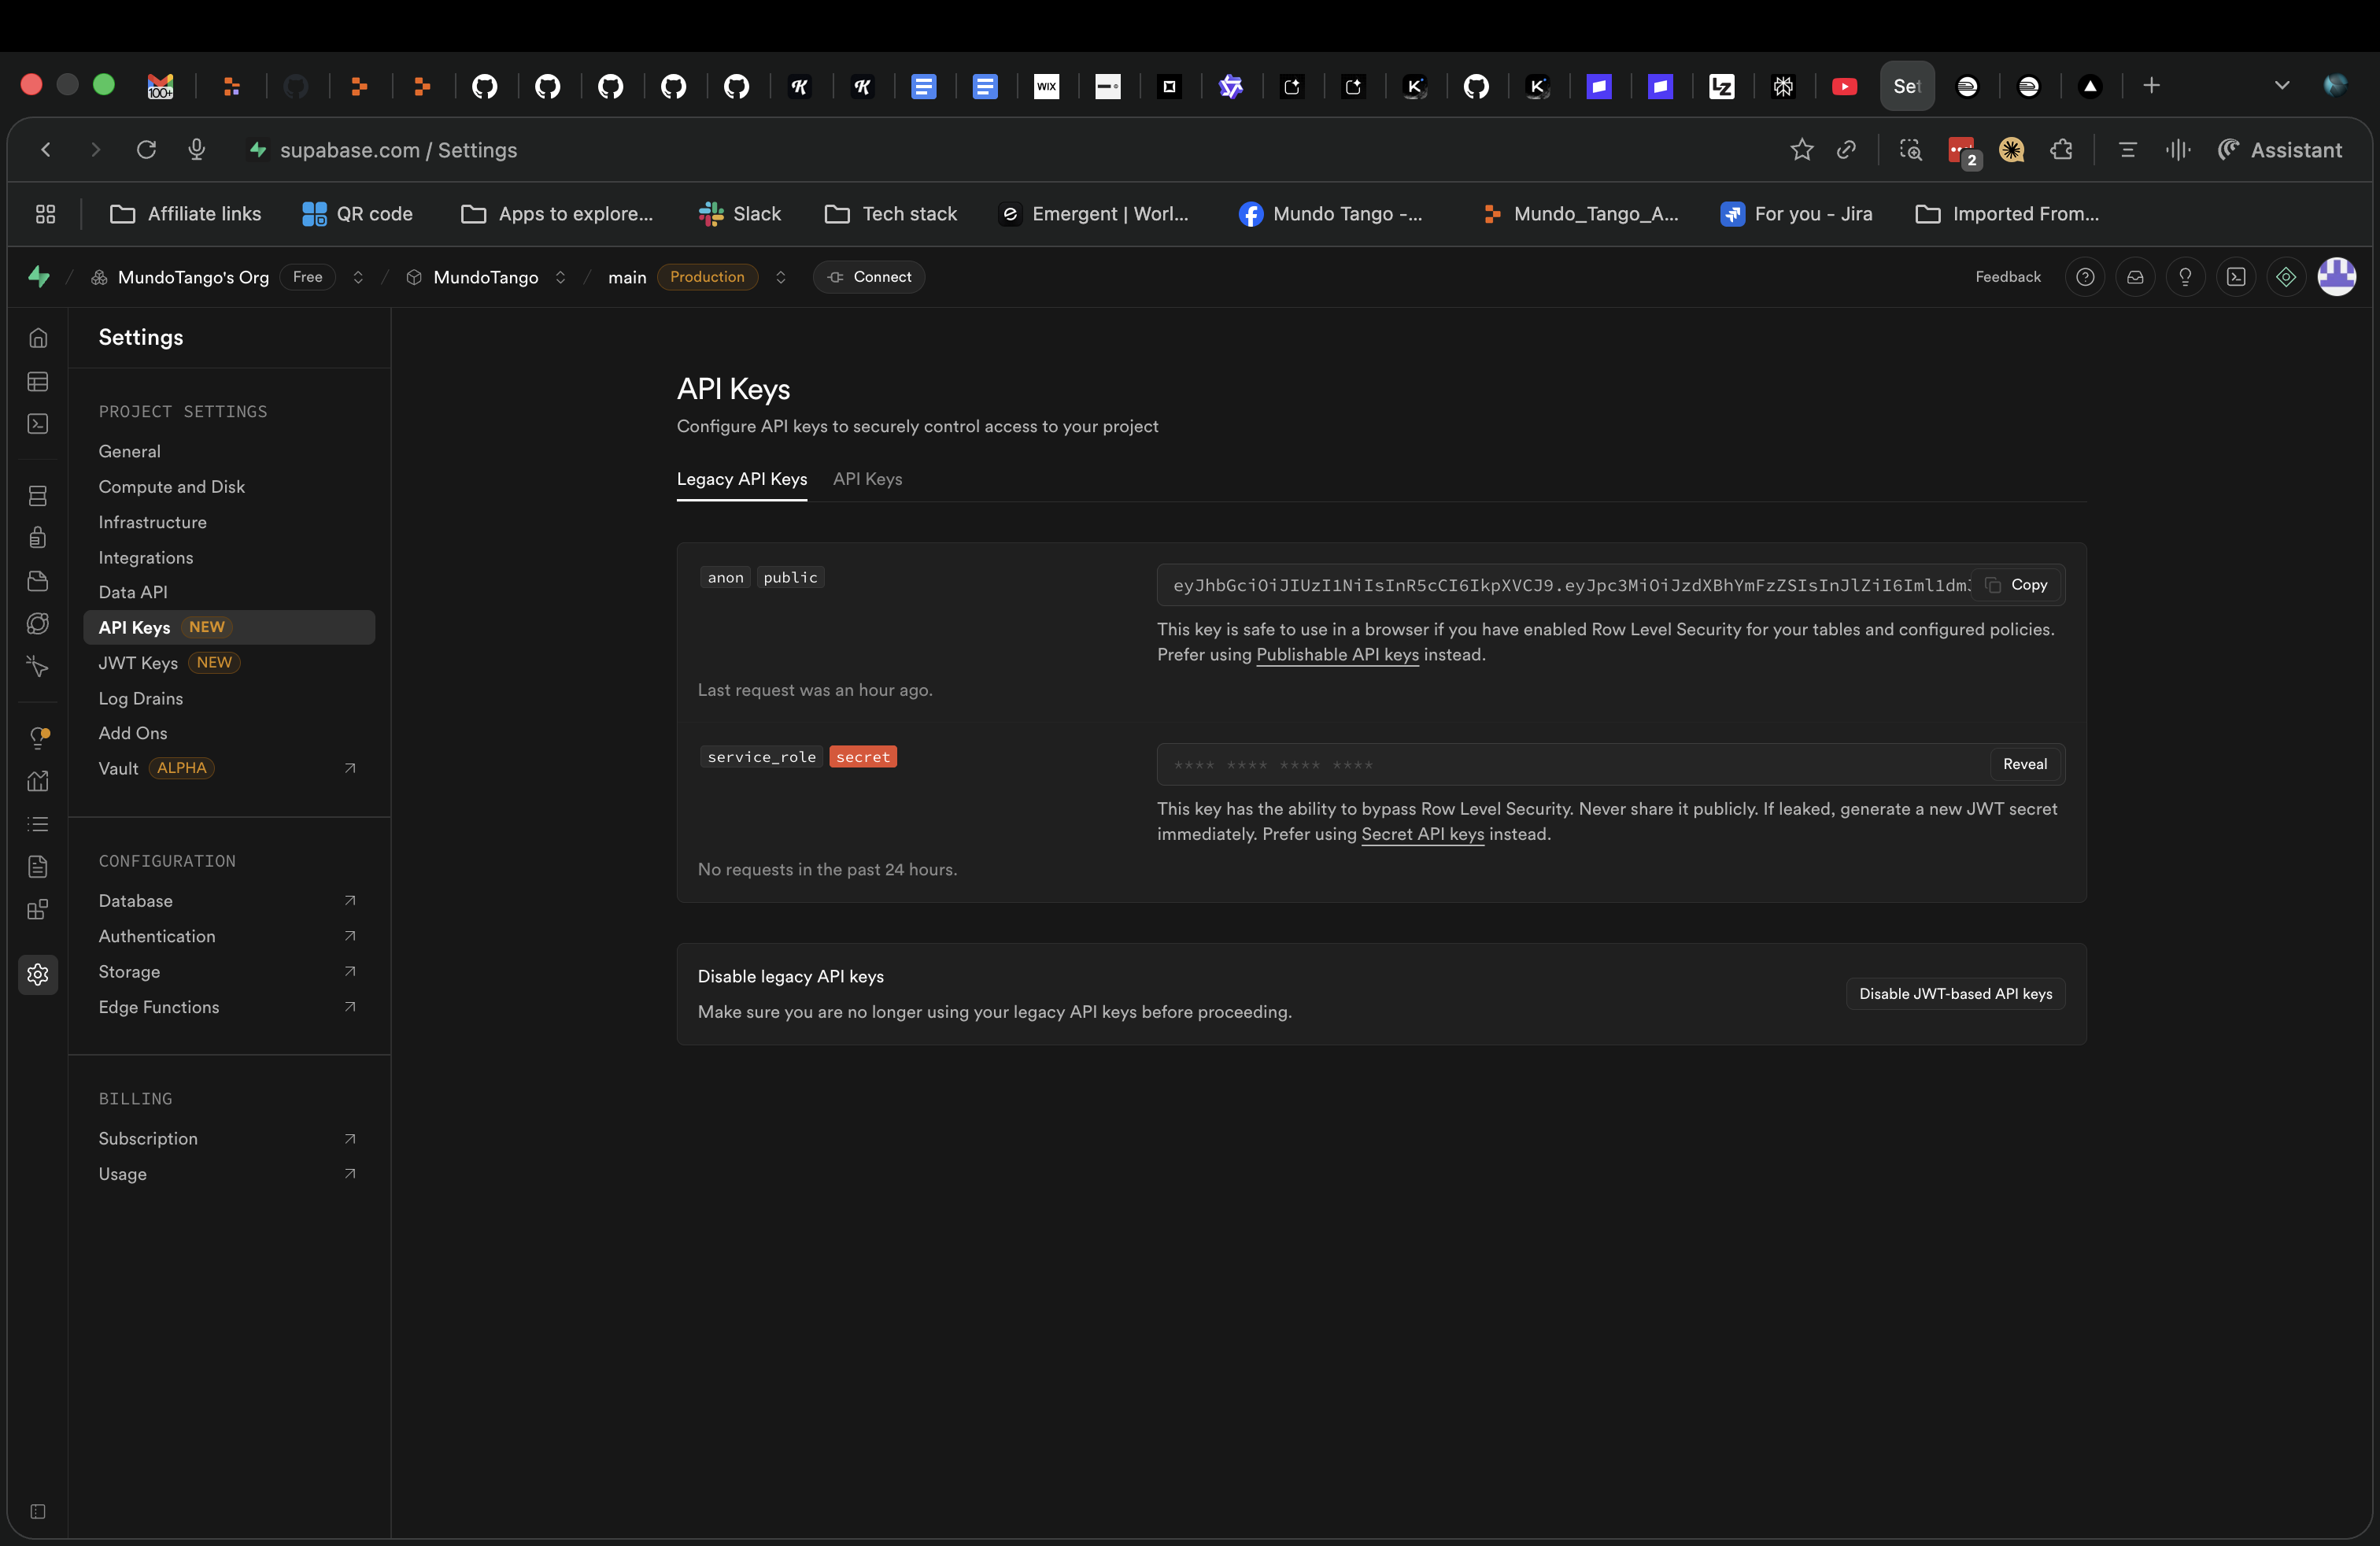 100+
WiX
LZ
Set
supabase.com / Settings
2
Assistant
Affiliate links
QR code
Apps to explore...
Slack
Tech stack
Emergent | Worl...
Mundo Tango -...
Mundo_Tango_A...
For you - Jira
Imported From...
MundoTango's Org
Free
MundoTango
main
Production
Connect
Feedback
Settings
PROJECT SETTINGS
General
Compute and Disk
Infrastructure
Integrations
Data API
API Keys NEW
JWT Keys NEW
Log Drains
Add Ons
Vault ALPHA
CONFIGURATION
Database
Authentication
Storage
Edge Functions
BILLING
Subscription
Usage
API Keys
Configure API keys to securely control access to your project
Legacy API Keys
API Keys
anon public
eyJhbGciOiJIUzI1NiIsInR5cCI6IkpXVCJ9.eyJpc3MiOiJzdXBhYmFzZSIsInJlZiI6Iml1dm
Copy
This key is safe to use in a browser if you have enabled Row Level Security for your tables and configured policies.
Prefer using Publishable API keys instead.
Last request was an hour ago.
service_role secret
**** **** **** ****
Reveal
This key has the ability to bypass Row Level Security. Never share it publicly. If leaked, generate a new JWT secret
immediately. Prefer using Secret API keys instead.
No requests in the past 24 hours.
Disable legacy API keys
Make sure you are no longer using your legacy API keys before proceeding.
Disable JWT-based API keys